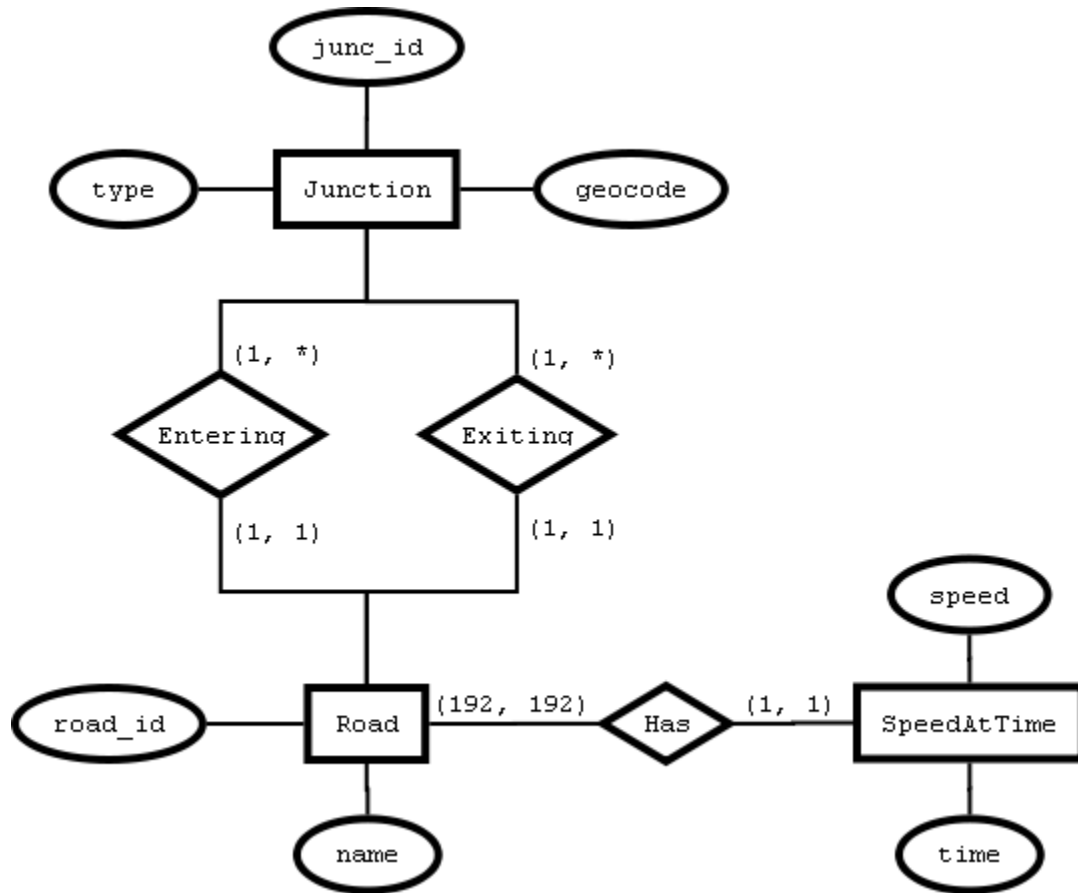 junc_id
type
Junction
geocode
(1, *)
(1, *)
Entering
Exiting
(1, 1)
(1, 1)
speed
road_id
Road
(192, 192)
Has
(1, 1)
SpeedAtTime
name
time